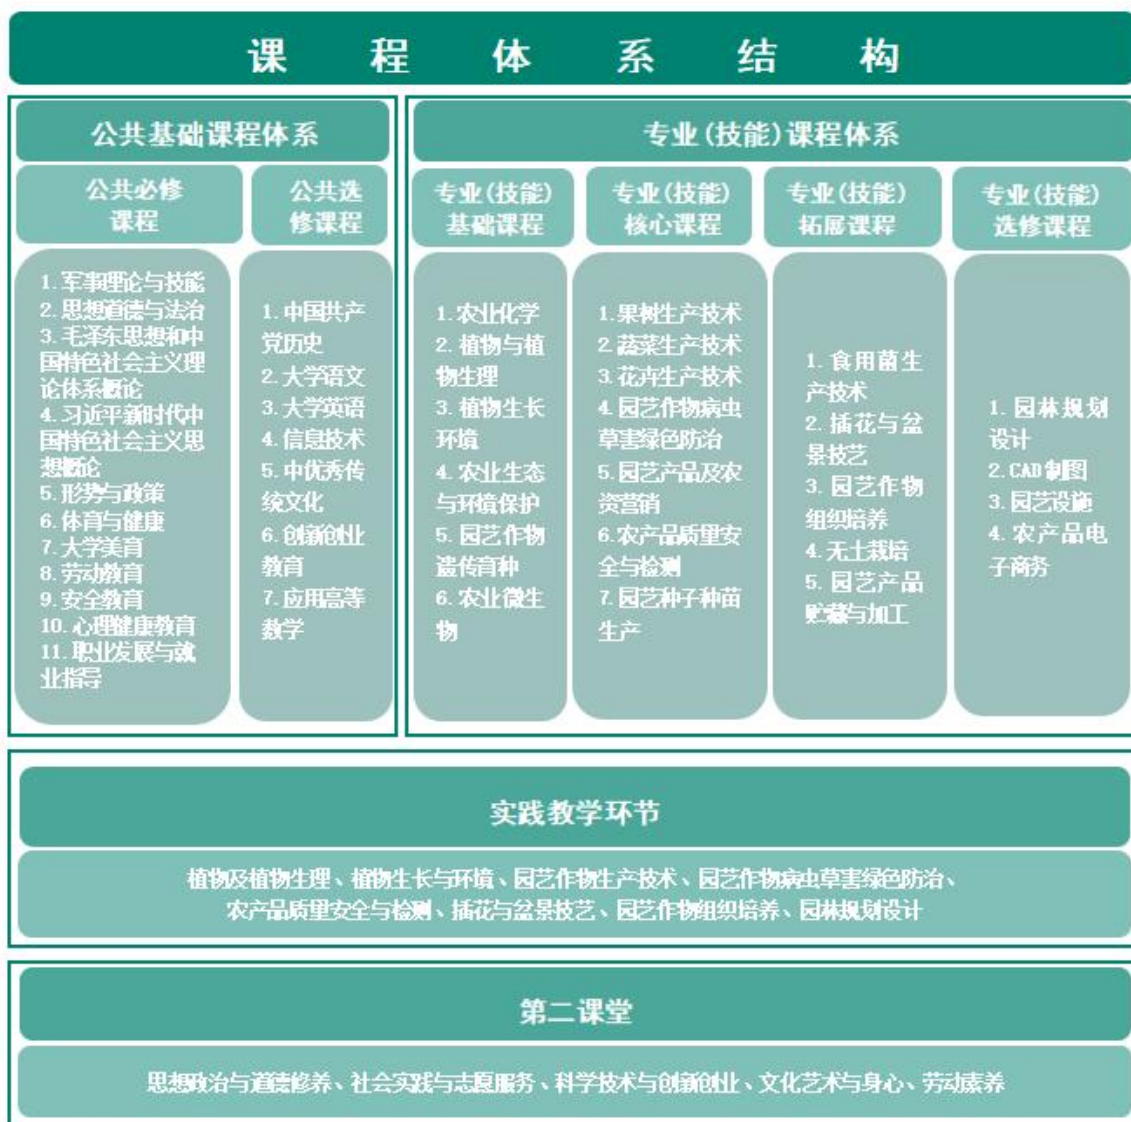 课程体系结构
公共基础课程体系
专业(技能)课程体系
公共必修
课程
公共选
修课程
专业(技能)
基础课程
专业(技能)
核心课程
专业(技能)
拓展课程
专业(技能)
选修课程
1. 军事理论与技能
2. 思想道德与法治
3. 毛泽东思想和中
国特色社会主义理
论体系概论
4. 习近平新时代中
国特色社会主义思
想概论
5. 形势与政策
6. 体育与健康
7. 大学美育
8. 劳动教育
9. 安全教育
10. 心理健康教育
11. 职业发展与就
业指导
1. 中国共产
党历史
2. 大学语文
3. 大学英语
4. 信息技术
5. 中优秀传
统文化
6. 创新创业
教育
7. 应用高等
数学
1. 农业化学
2. 植物与植
物生理
3. 植物生长
环境
4. 农业生态
与环境保护
5. 园艺作物
遗传育种
6. 农业微生
物
1.果树生产技术
2.蔬菜生产技术
3.花卉生产技术
4.园艺作物病虫
草害绿色防治
5.园艺产品及农
资营销
6.农产品质里安
全与检测
7.园艺种子种苗
生产
1. 食用菌生
产技术
2. 插花与盆
景技艺
3. 园艺作物
组织培养
4. 无土栽培
5. 园艺产品
贮藏与加工
1. 园林规划
设计
2.CAD制图
3.园艺设施
4. 农产品电
子商务
实践教学环节
植物及植物生理、植物生长与环境、园艺作物生产技术、园艺作物病虫草害绿色防治、
农产品质里安全与检测、插花与盆景技艺、园艺作物组织培养、园林规划设计
第二课堂
思想政治与道德修养、社会实践与志愿服务、科学技术与创新创业、文化艺术与身心、劳动素养